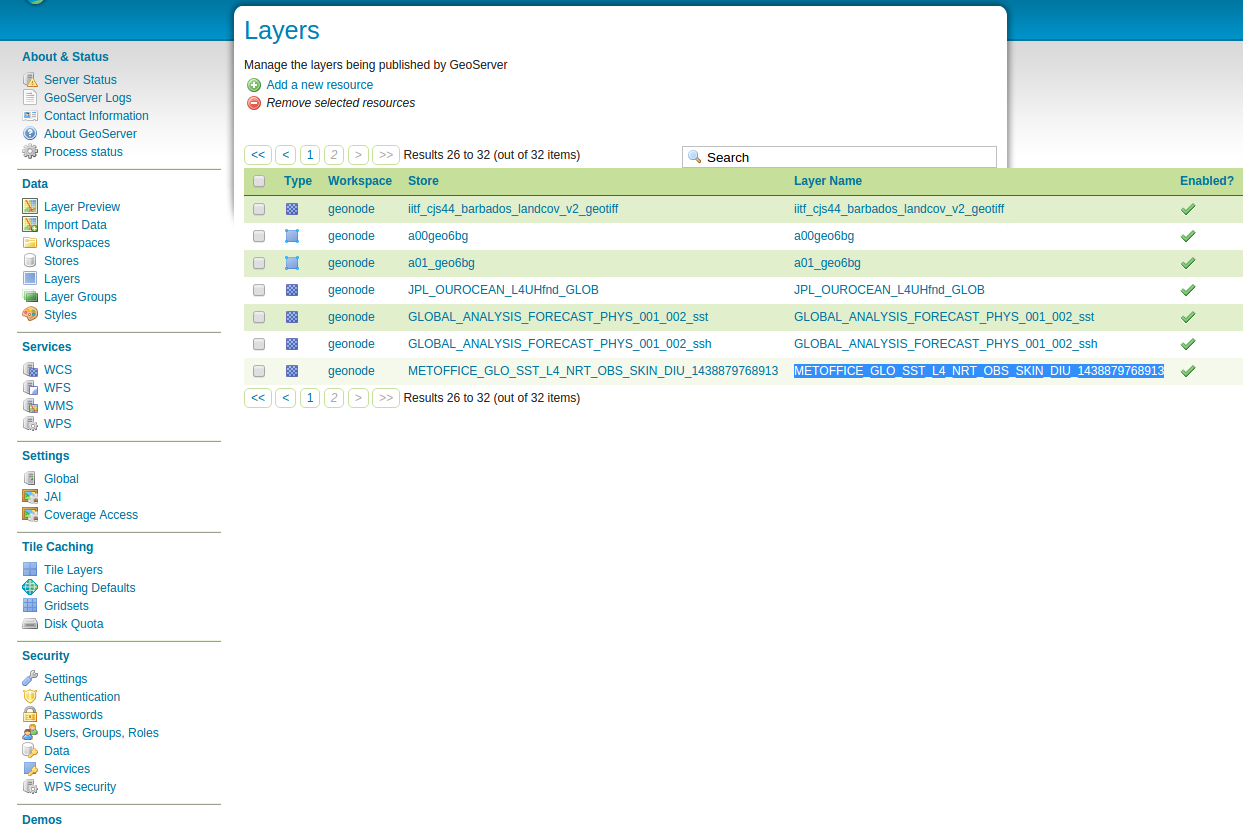 Layers
Manage the layers being published by GeoServer
Add a new resource
Remove selected resources
About & Status
Server Status
GeoServer Logs
Contact Information
About GeoServer
Process status
Data
Layer Preview
Import Data
Workspaces
Stores
Layers
Layer Groups
Styles
Services
WCS
WFS
WMS
WPS
Settings
Global
JAI
Coverage Access
Tile Caching
Tile Layers
Caching Defaults
Gridsets
Disk Quota
Security
Settings
Authentication
Passwords
Users, Groups, Roles
Data
Services
WPS security
Demos
<< < 1 2 > >> Results 26 to 32 (out of 32 items) Search
Type Workspace Store Layer Name Enabled?
geonode iitf_cjs44_barbados_landcov_v2_geotiff iitf_cjs44_barbados_landcov_v2_geotiff
geonode a00geo6bg a00geo6bg
geonode a01_geo6bg a01_geo6bg
geonode JPL_OUROCEAN_L4UHfnd_GLOB JPL_OUROCEAN_L4UHfnd_GLOB
geonode GLOBAL_ANALYSIS_FORECAST_PHYS_001_002_sst GLOBAL_ANALYSIS_FORECAST_PHYS_001_002_sst
geonode GLOBAL_ANALYSIS_FORECAST_PHYS_001_002_ssh GLOBAL_ANALYSIS_FORECAST_PHYS_001_002_ssh
geonode METOFFICE_GLO_SST_L4_NRT_OBS_SKIN_DIU_1438879768913 METOFFICE_GLO_SST_L4_NRT_OBS_SKIN_DIU_1438879768913
<< < 1 2 > >> Results 26 to 32 (out of 32 items)